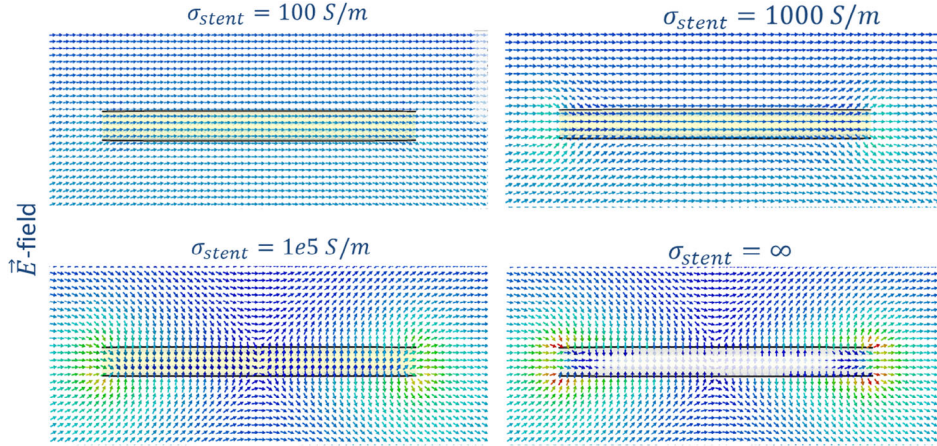 σ_stent = 100 S/m
σ_stent = 1000 S/m
E⃗-field
σ_stent = 1e5 S/m
σ_stent = ∞